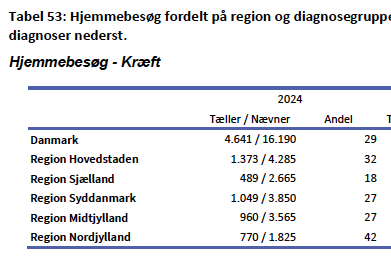 Tabel 53: Hjemmebesøg fordelt på region og diagnosegruppe
diagnoser nederst.
Hjemmebesøg - Kræft
2024
Tæller / Nævner Andel
Danmark 4.641 / 16.190 29
Region Hovedstaden 1.373 / 4.285 32
Region Sjælland 489 / 2.665 18
Region Syddanmark 1.049 / 3.850 27
Region Midtjylland 960 / 3.565 27
Region Nordjylland 770 / 1.825 42